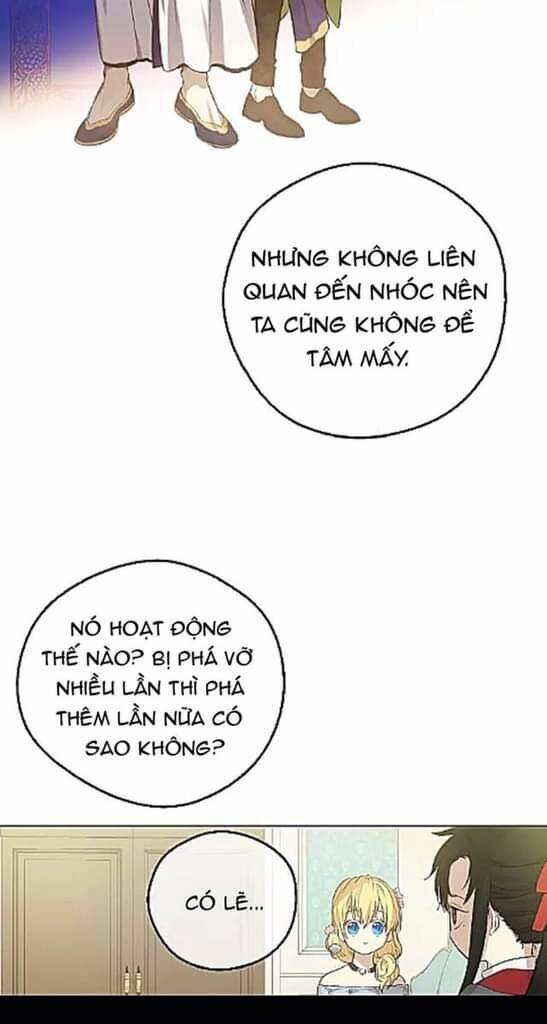 NHƯNG KHÔNG LIÊN
QUAN ĐẾN NHÓC NÊN
TA CŨNG KHÔNG ĐỂ
TÂM MẤY.
NÓ HOẠT ĐỘNG
THẾ NÀO? BỊ PHÁ VỠ
NHIỀU LẦN THÌ PHÁ
THÊM LẦN NỮA CÓ
SAO KHÔNG?
CÓ LẼ...